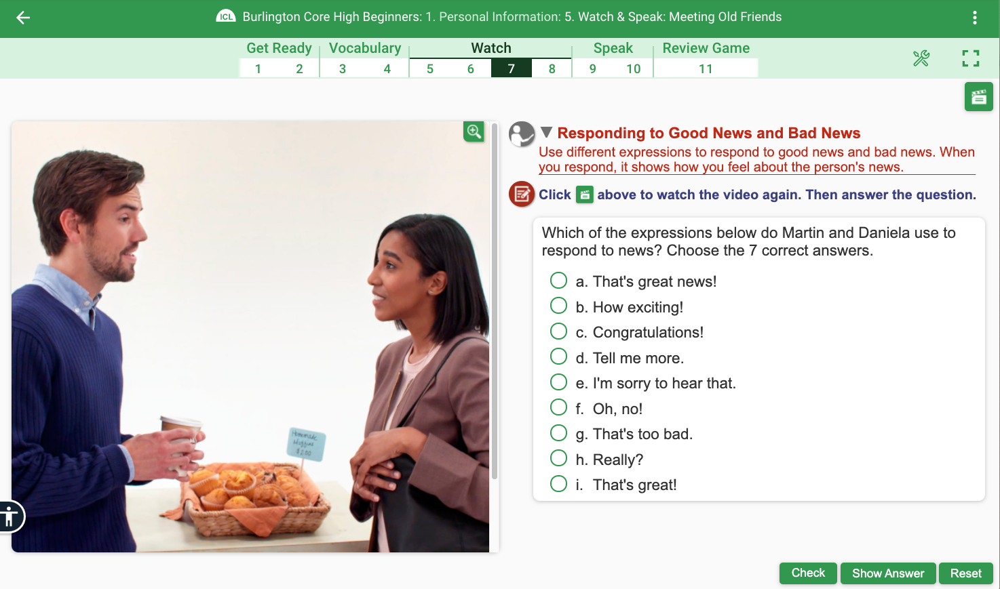 ICL Burlington Core High Beginners: 1. Personal Information: 5. Watch & Speak: Meeting Old Friends
Get Ready Vocabulary Watch Speak Review Game
1 2 3 4 5 6 7 8 9 10 11
Responding to Good News and Bad News
Use different expressions to respond to good news and bad news. When
you respond, it shows how you feel about the person's news.
Click above to watch the video again. Then answer the question.
Which of the expressions below do Martin and Daniela use to
respond to news? Choose the 7 correct answers.
a. That's great news!
b. How exciting!
c. Congratulations!
d. Tell me more.
e. I'm sorry to hear that.
f. Oh, no!
g. That's too bad.
h. Really?
i. That's great!
Homemade
Muffins
$2.00
Check Show Answer Reset